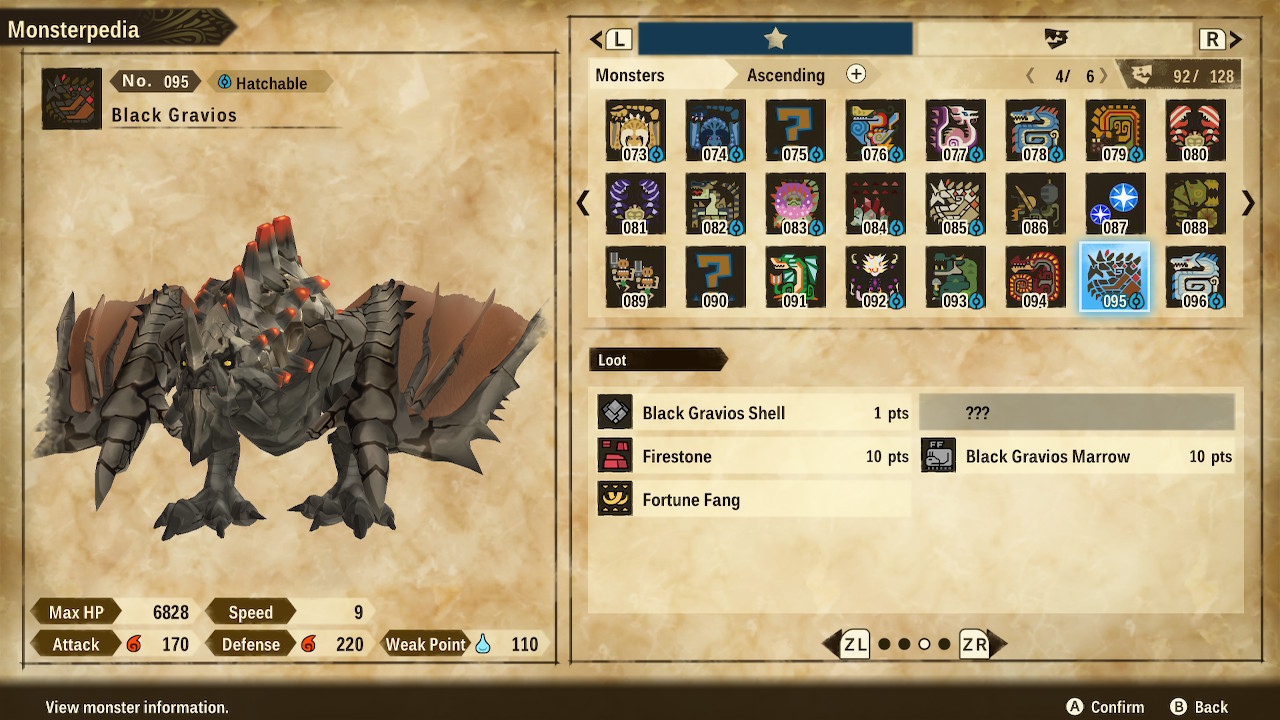 Monsterpedia
No. 095
Hatchable
Black Gravios
L
R
Monsters
Ascending
4/ 6
92/ 128
073
074
075
076
077
078
079
080
081
082
083
084
085
086
087
088
089
090
091
092
093
094
095
096
Loot
Black Gravios Shell 1 pts
???
Firestone 10 pts
FF
Black Gravios Marrow 10 pts
Fortune Fang
Max HP 6828
Speed 9
Attack 170
Defense 220
Weak Point 110
ZL
ZR
View monster information.
A Confirm
B Back